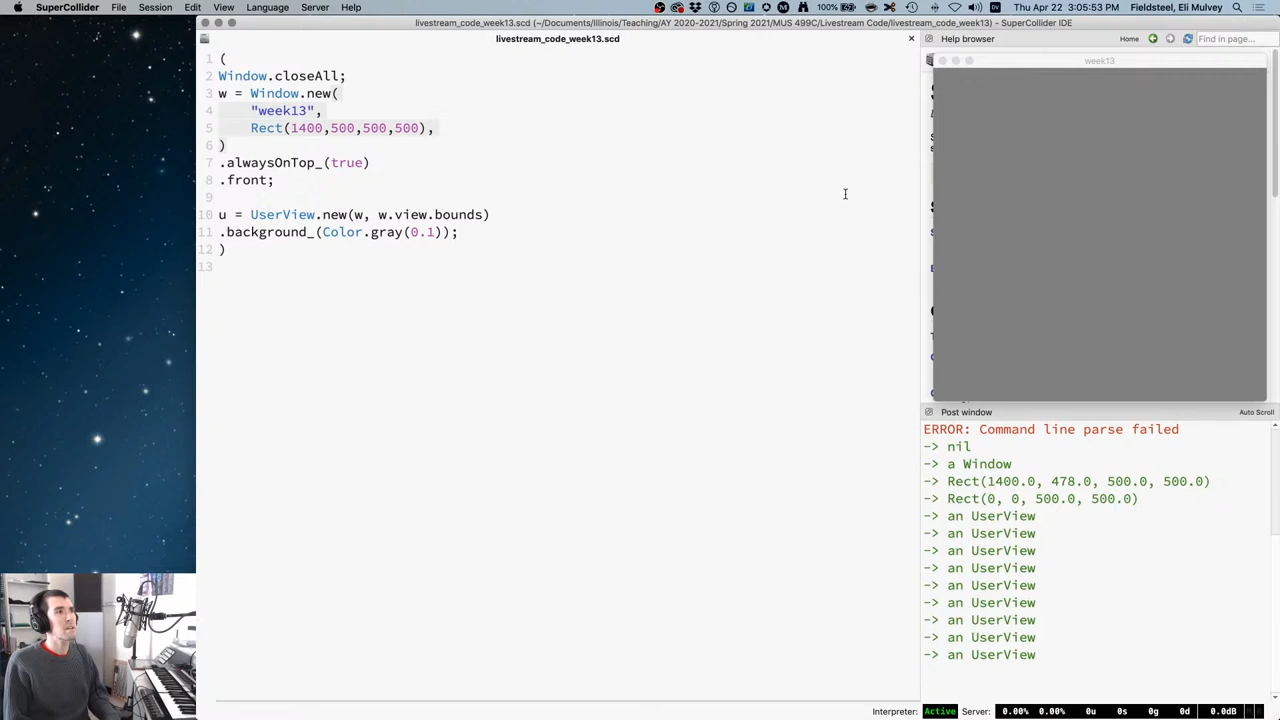 SuperCollider File Session Edit View Language Server Help 100% Thu Apr 22 3:05:53 PM Fieldsteel, Eli Mulvey
livestream_code_week13.scd (~/Documents/Illinois/Teaching/AY 2020-2021/Spring 2021/MUS 499C/Livestream Code/livestream_code_week13) - SuperCollider IDE
livestream_code_week13.scd
Help browser Home Find in page...
week13
1 (
2 Window.closeAll;
3 w = Window.new(
4 "week13",
5 Rect(1400,500,500,500),
6 )
7 .alwaysOnTop_(true)
8 .front;
9
10 u = UserView.new(w, w.view.bounds)
11 .background_(Color.gray(0.1));
12 )
13
Post window Auto Scroll
ERROR: Command line parse failed
-> nil
-> a Window
-> Rect(1400.0, 478.0, 500.0, 500.0)
-> Rect(0, 0, 500.0, 500.0)
-> an UserView
-> an UserView
-> an UserView
-> an UserView
-> an UserView
-> an UserView
-> an UserView
-> an UserView
-> an UserView
Interpreter: Active Server: 0.00% 0.00% 0u 0s 0g 0d 0.0dB